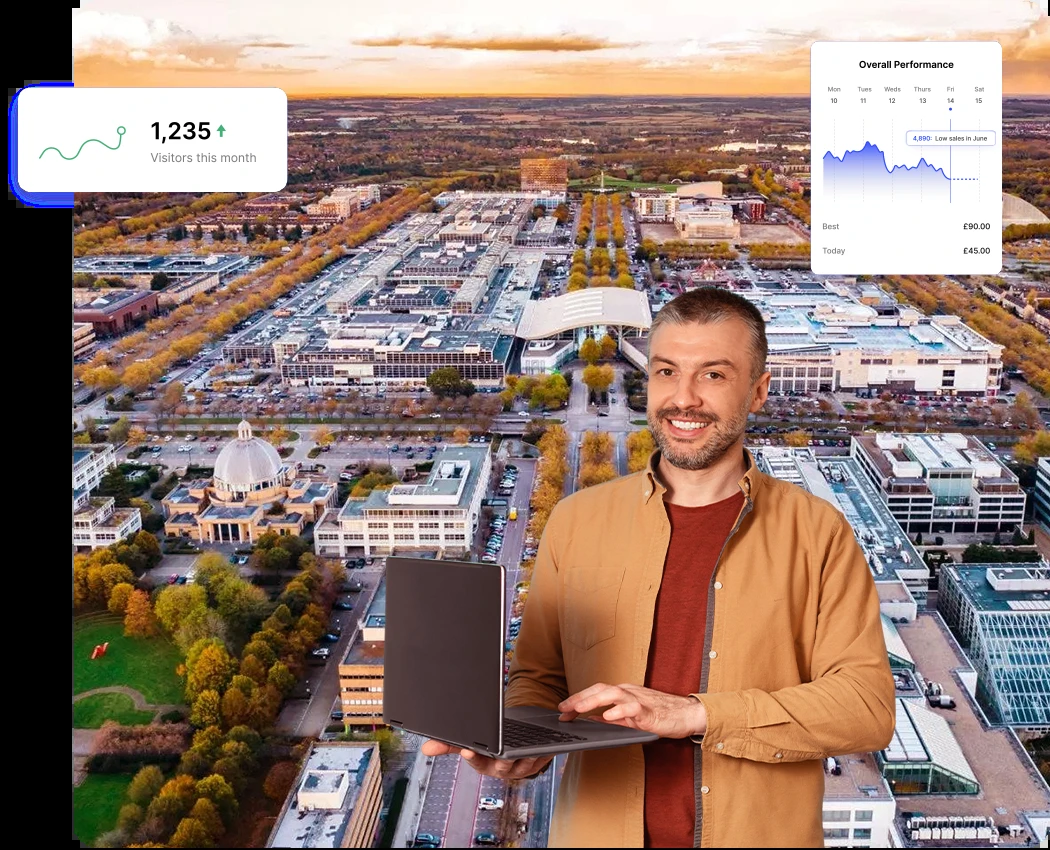 1,235
Visitors this month
Overall Performance
Mon Tues Weds Thurs Fri Sat
10 11 12 13 14 15
4,890: Low sales in June
Best £90.00
Today £45.00